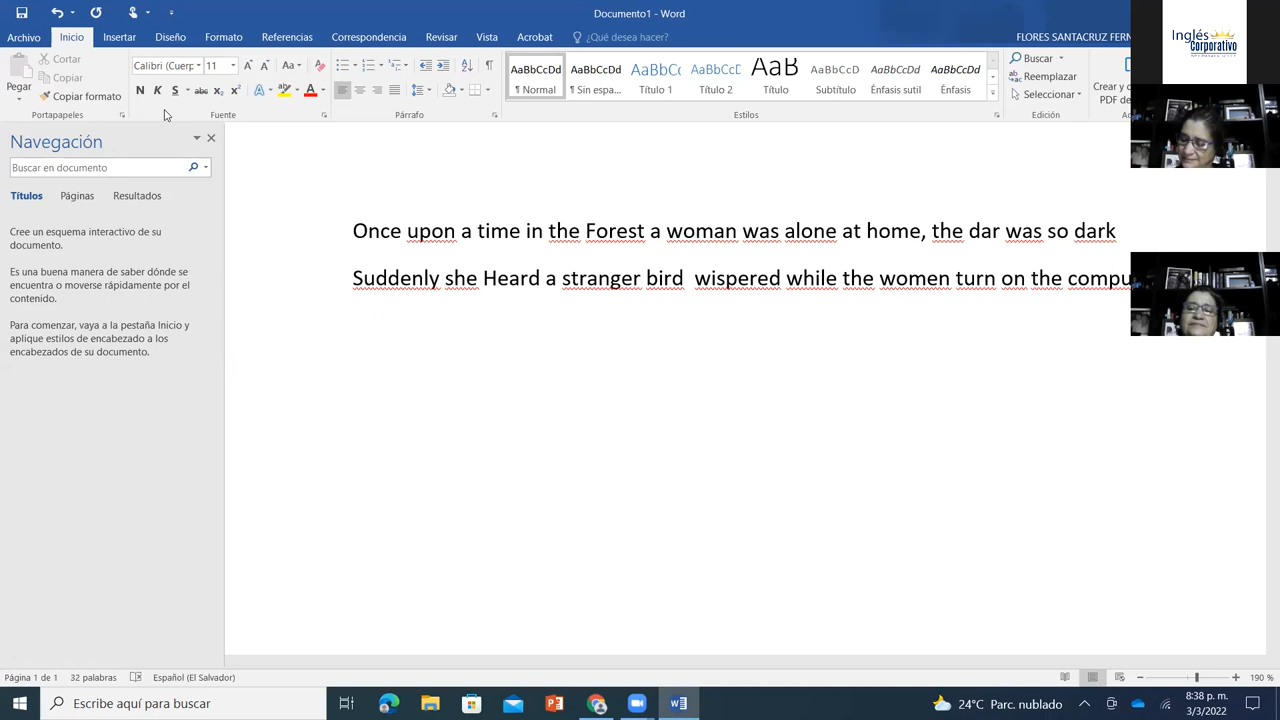 Documento1 - Word
Archivo Inicio Insertar Diseño Formato Referencias Correspondencia Revisar Vista Acrobat ¿Qué desea hacer? FLORES SANTACRUZ FERN
Inglés
Corporativo
Pegar
Cortar
Copiar
Copiar formato
Portapapeles
Calibri (Cuerp 11
N K S abc x₂ x²
Fuente
Párrafo
AaBbCcDd AaBbCcDd AaBbCc AaBbCcC AaB AaBbCcD AaBbCcDd AaBbCcDd
¶ Normal ¶ Sin espa... Título 1 Título 2 Título Subtítulo Énfasis sutil Énfasis
Estilos
Buscar
Reemplazar
Seleccionar
Edición
Crear y c
PDF de
Navegación
Buscar en documento
Títulos Páginas Resultados
Cree un esquema interactivo de su
documento.
Es una buena manera de saber dónde se
encuentra o moverse rápidamente por el
contenido.
Para comenzar, vaya a la pestaña Inicio y
aplique estilos de encabezado a los
encabezados de su documento.
Once upon a time in the Forest a woman was alone at home, the dar was so dark
Suddenly she Heard a stranger bird wispered while the women turn on the compu
Página 1 de 1 32 palabras Español (El Salvador) 190 %
Escribe aquí para buscar
24°C Parc. nublado
8:38 p. m.
3/3/2022